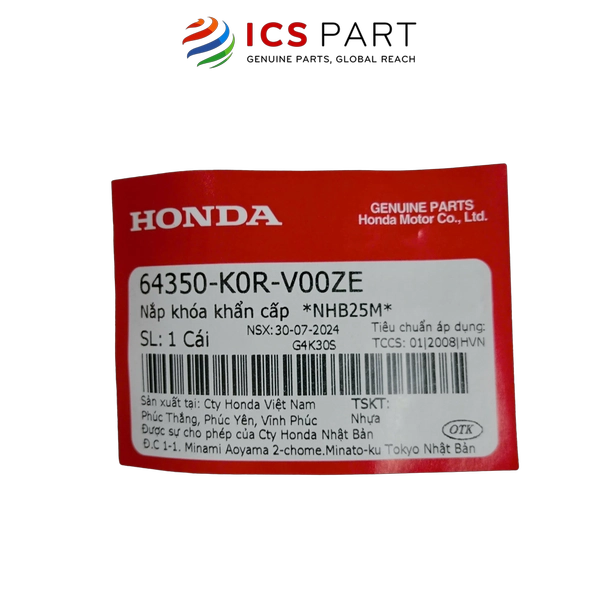 ICS PART
GENUINE PARTS, GLOBAL REACH
HONDA
GENUINE PARTS
Honda Motor Co., Ltd.
64350-K0R-V00ZE
Nắp khóa khẩn cấp *NHB25M*
SL: 1 Cái
NSX: 30-07-2024
G4K30S
Tiêu chuẩn áp dụng:
TCCS: 01|2008|HVN
Sản xuất tại: Cty Honda Việt Nam
TSKT:
Phúc Thắng, Phúc Yên, Vĩnh Phúc
Nhựa
Được sự cho phép của Cty Honda Nhật Bản
OTK
Đ.C 1-1. Minami Aoyama 2-chome.Minato-ku Tokyo Nhật Bản